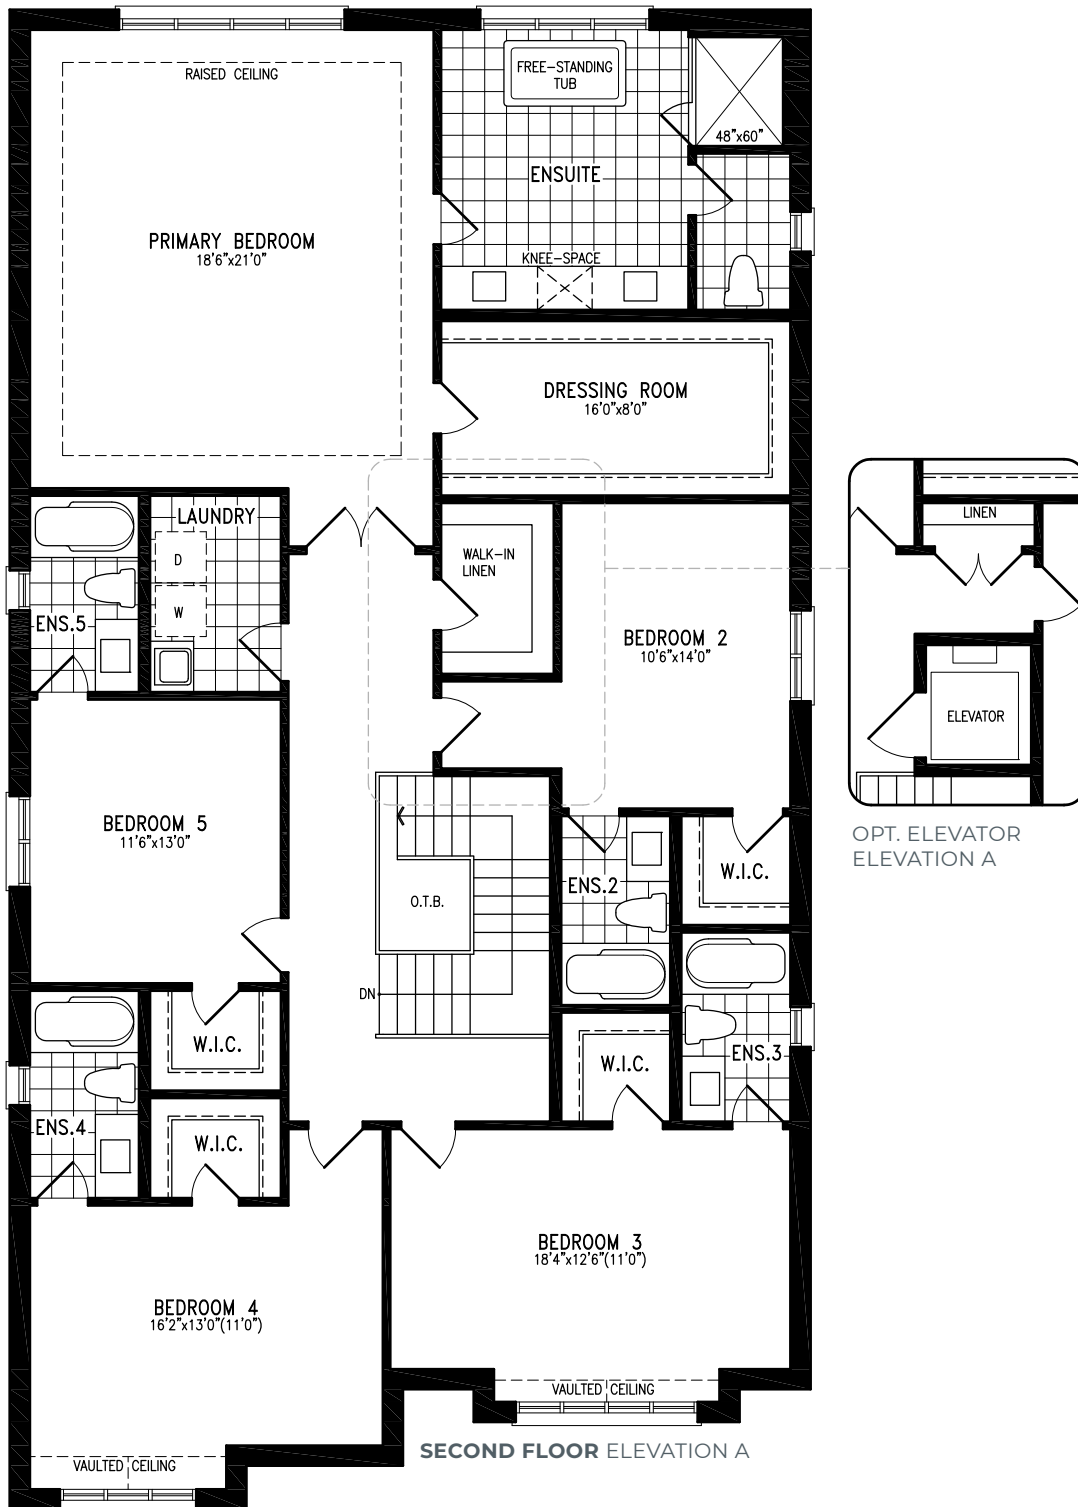 RAISED CEILING
FREE-STANDING
TUB
48"x60"
ENSUITE
PRIMARY BEDROOM
18'6"x21'0"
KNEE-SPACE
DRESSING ROOM
16'0"x8'0"
LAUNDRY
D
W
ENS.5
WALK-IN
LINEN
BEDROOM 2
10'6"x14'0"
LINEN
ELEVATOR
OPT. ELEVATOR
ELEVATION A
BEDROOM 5
11'6"x13'0"
O.T.B.
ENS.2
W.I.C.
DN
W.I.C.
W.I.C.
ENS.3
ENS.4
W.I.C.
BEDROOM 3
18'4"x12'6"(11'0")
BEDROOM 4
16'2"x13'0"(11'0")
VAULTED CEILING
SECOND FLOOR ELEVATION A
VAULTED CEILING